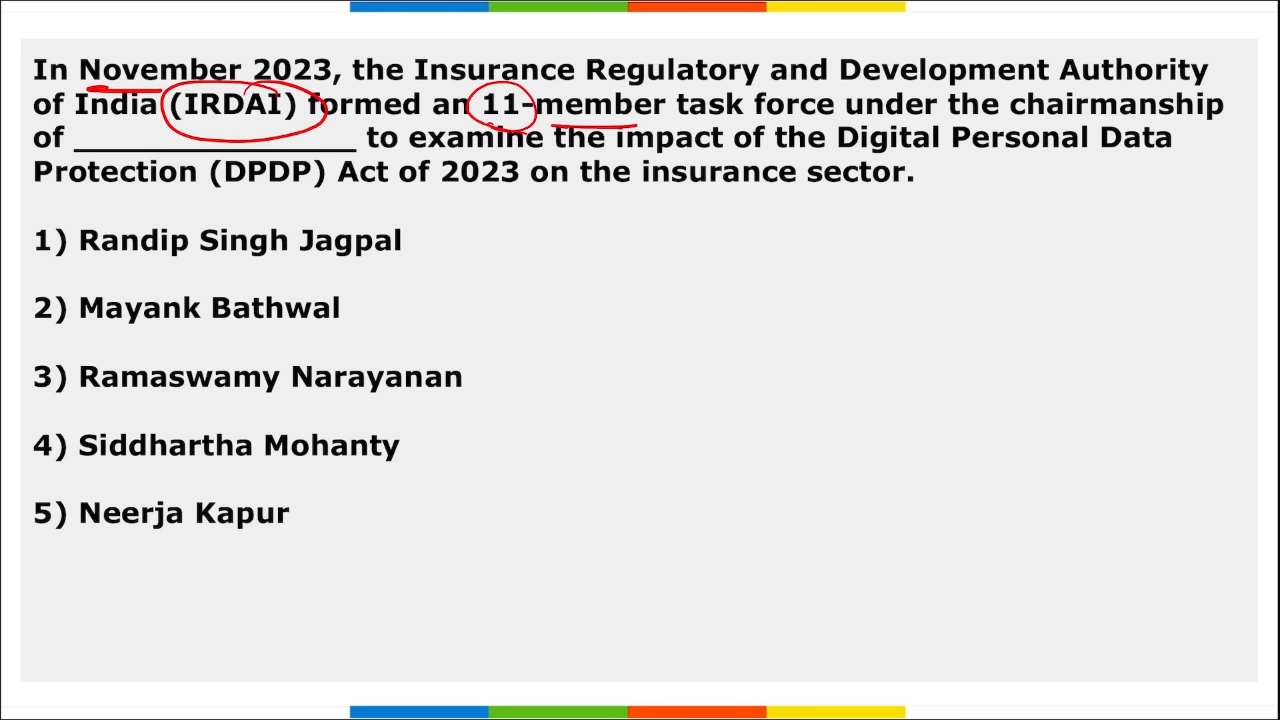 In November 2023, the Insurance Regulatory and Development Authority
of India (IRDAI) formed an 11-member task force under the chairmanship
of ____________________ to examine the impact of the Digital Personal Data
Protection (DPDP) Act of 2023 on the insurance sector.
1) Randip Singh Jagpal
2) Mayank Bathwal
3) Ramaswamy Narayanan
4) Siddhartha Mohanty
5) Neerja Kapur